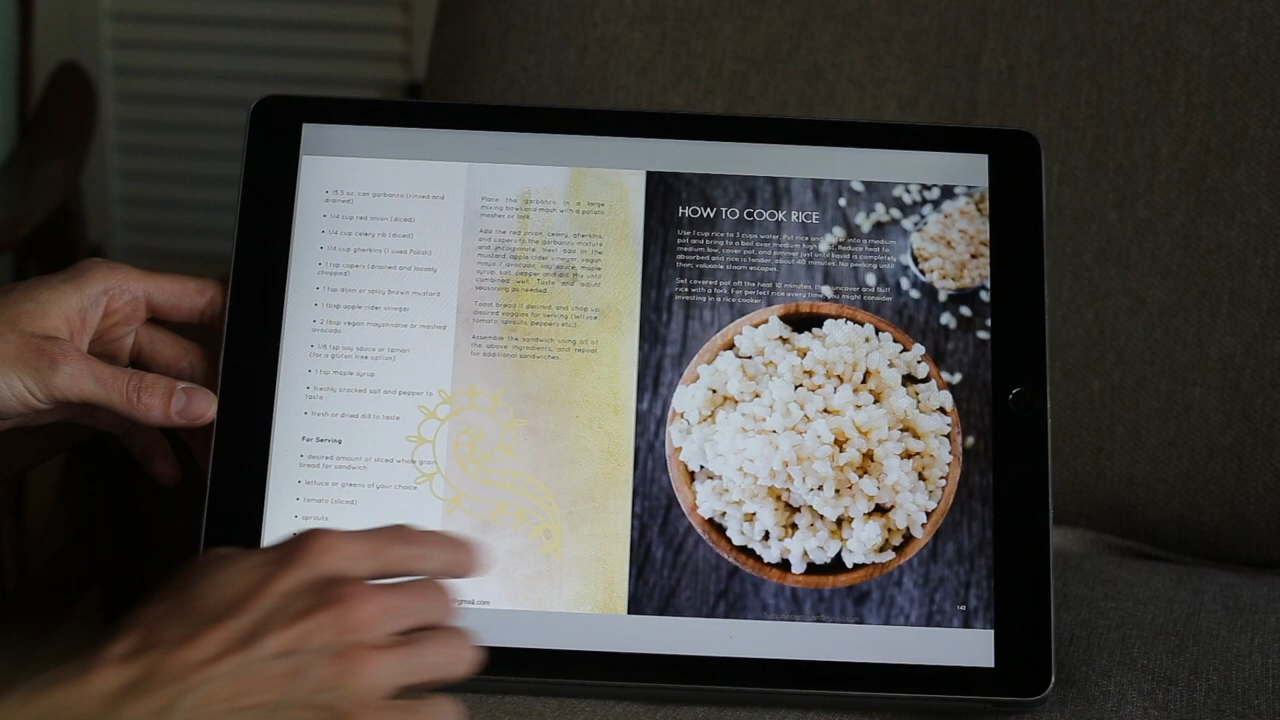 • 15.5 oz. can garbanzo (rinsed and
drained)
• 1/4 cup red onion (diced)
• 1/4 cup celery rib (diced)
• 1/4 cup gherkins (I used Polish)
• 1 tsp capers (drained and loosely
chopped)
• 1 tsp dijon or spicy brown mustard
• 1 tbsp apple cider vinegar
• 2 tbsp vegan mayonnaise or mashed
avocado
• 1/8 tsp soy sauce or tamari
(for a gluten free option)
• 1 tsp maple syrup
• freshly cracked salt and pepper to
taste
• fresh or dried dill to taste
For Serving
• desired amount of sliced whole grain
bread for sandwich
• lettuce or greens of your choice
• tomato (sliced)
• sprouts
Place the garbanzo in a large
mixing bowl and mash with a potato
masher or fork.
Add the red onion, celery, gherkins,
and capers to the garbanzo mixture
and incorporate. Next add in the
mustard, apple cider vinegar, vegan
mayo / avocado, soy sauce, maple
syrup, salt, pepper and dill. Mix until
combined well. Taste and adjust
seasoning as needed.
Toast bread if desired, and chop up
desired veggies for serving (lettuce,
tomato, sprouts, peppers etc.)
Assemble the sandwich using all of
the above ingredients, and repeat
for additional sandwiches.
@gmail.com
HOW TO COOK RICE
Use 1 cup rice to 3 cups water. Put rice and water into a medium
pot and bring to a boil over medium high heat. Reduce heat to
medium low, cover pot, and simmer just until liquid is completely
absorbed and rice is tender, about 40 minutes. No peeking until
then; valuable steam escapes.
Set covered pot off the heat 10 minutes, then uncover and fluff
rice with a fork. For perfect rice every time, you might consider
investing in a rice cooker.
143